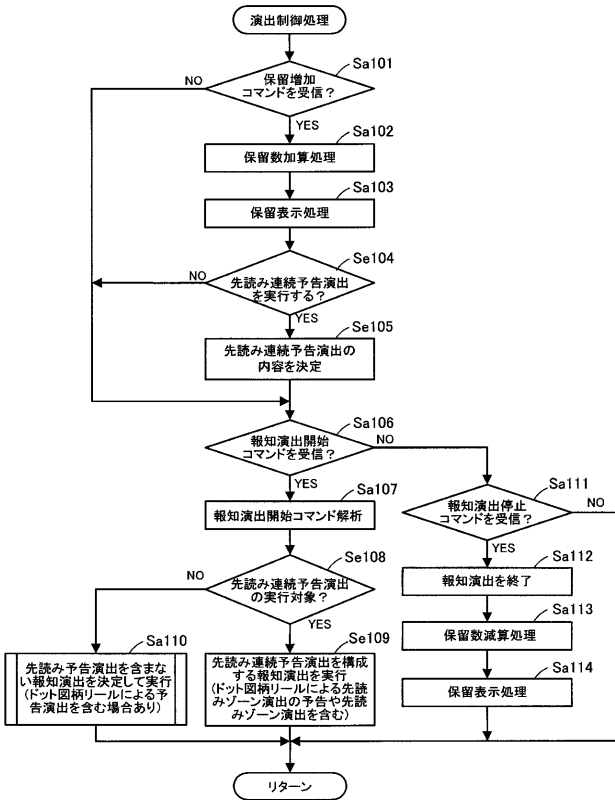 演出制御処理
Sa101
保留増加
コマンドを受信？
NO
YES
Sa102
保留数加算処理
Sa103
保留表示処理
Se104
先読み連続予告演出
を実行する？
NO
YES
Se105
先読み連続予告演出の
内容を決定
Sa106
報知演出開始
コマンドを受信？
NO
YES
Sa107
報知演出開始コマンド解析
Sa111
報知演出停止
コマンドを受信？
NO
YES
Se108
先読み連続予告演出
の実行対象？
NO
YES
Sa112
報知演出を終了
Sa113
保留数減算処理
Sa114
保留表示処理
Sa110
先読み予告演出を含まな
い報知演出を決定して実行
(ドット図柄リールによる予
告演出を含む場合あり)
Se109
先読み連続予告演出を構成
する報知演出を実行
(ドット図柄リールによる先読
みゾーン演出の予告や先読
みゾーン演出を含む)
リターン